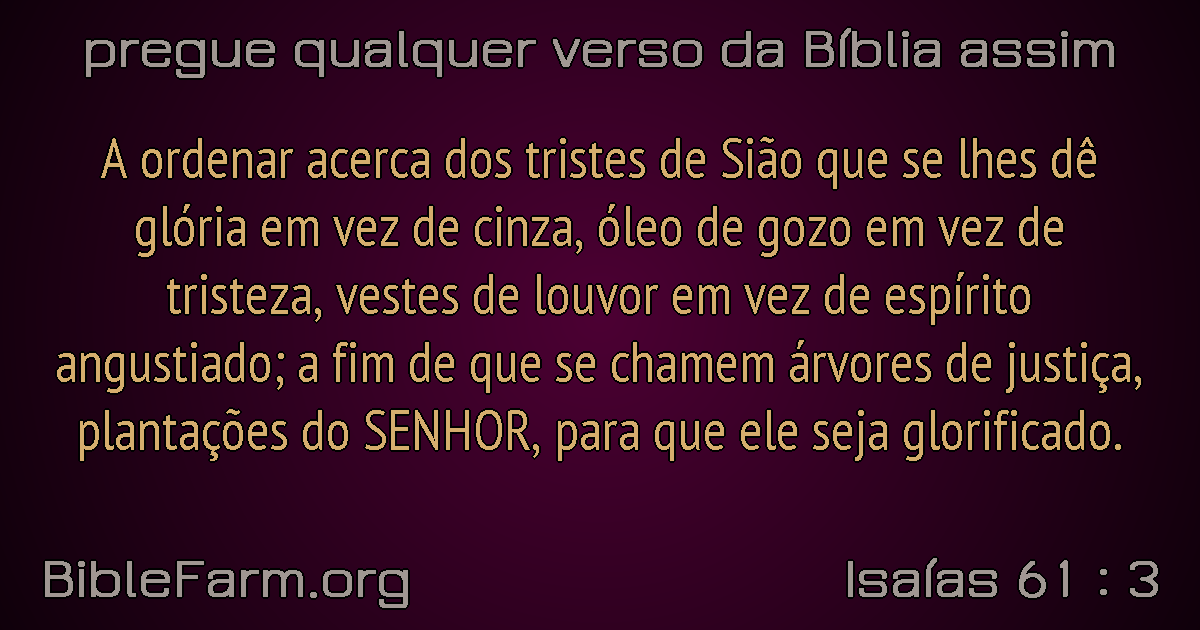 pregue qualquer verso da Bíblia assim
A ordenar acerca dos tristes de Sião que se lhes dê
glória em vez de cinza, óleo de gozo em vez de
tristeza, vestes de louvor em vez de espírito
angustiado; a fim de que se chamem árvores de justiça,
plantações do SENHOR, para que ele seja glorificado.
BibleFarm.org
Isaías 61 : 3